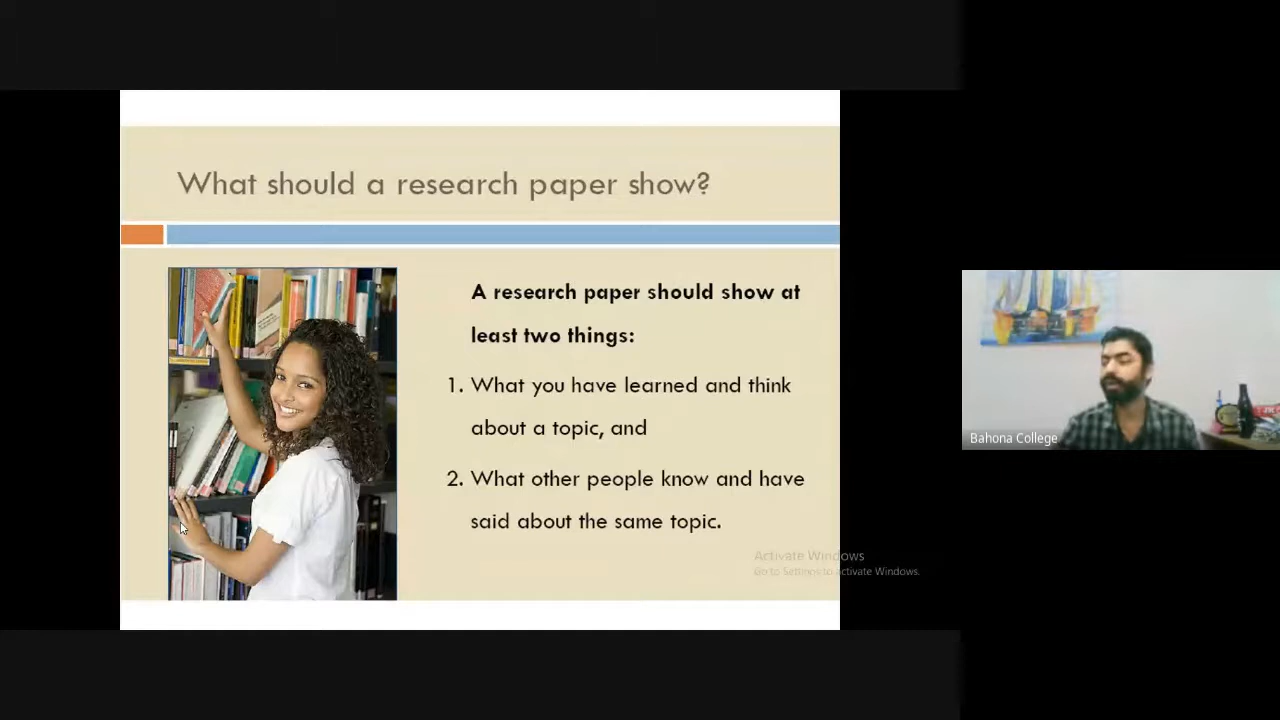 What should a research paper show?
A research paper should show at
least two things:
1. What you have learned and think
about a topic, and
2. What other people know and have
said about the same topic.
Activate Windows
Go to Settings to activate Windows.
Bahona College